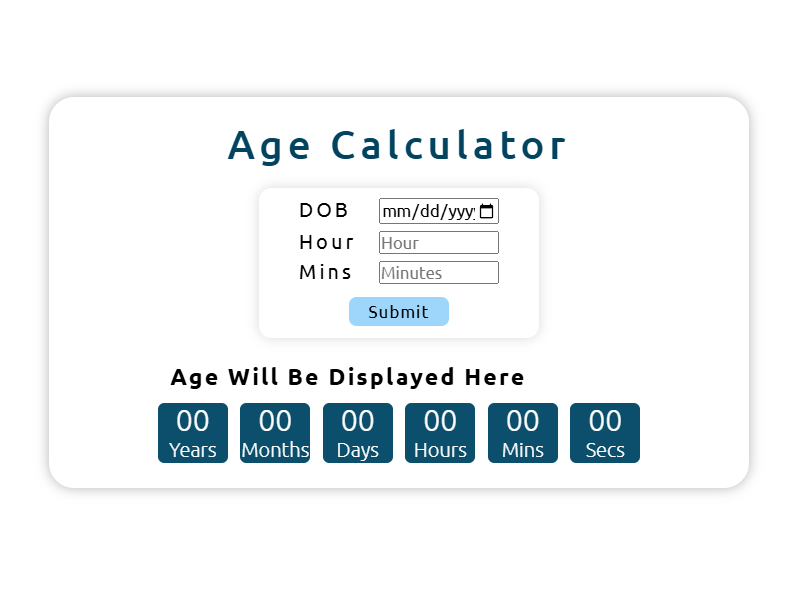 Age Calculator
DOB mm/dd/yyyy
Hour Hour
Mins Minutes
Submit
Age Will Be Displayed Here
00 00 00 00 00 00
Years Months Days Hours Mins Secs